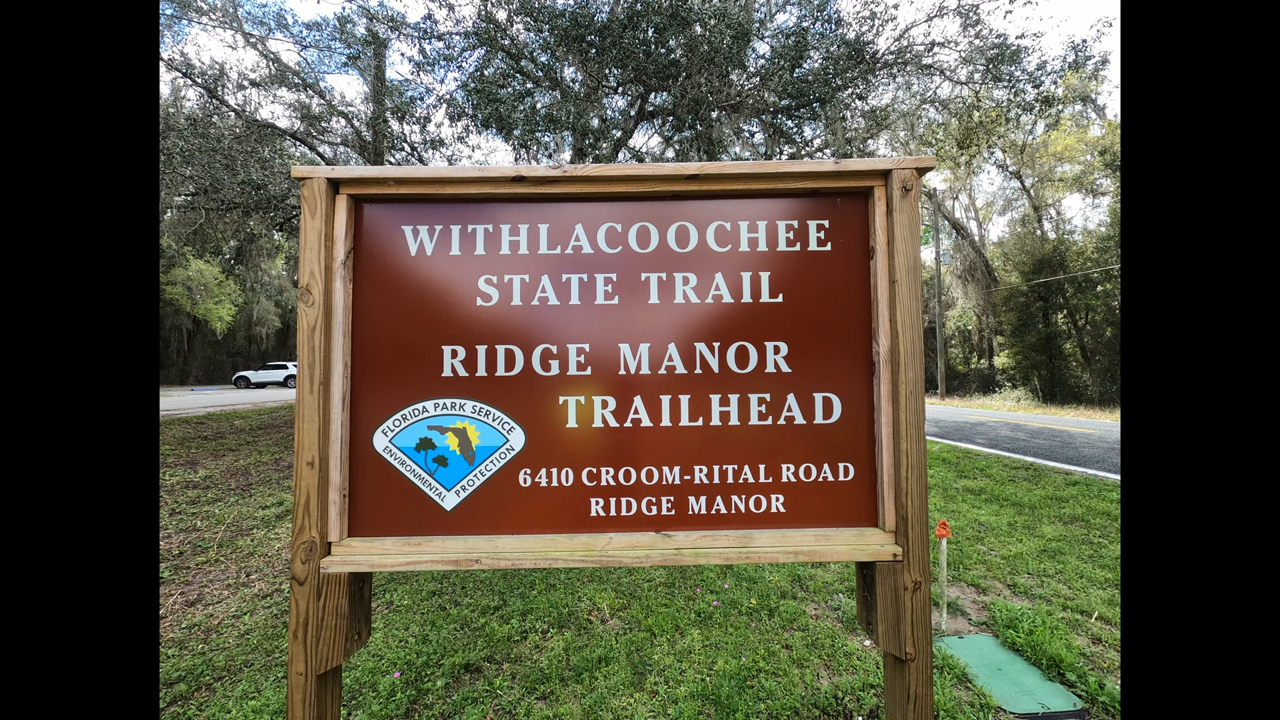 WITHLACOOCHEE
STATE TRAIL
RIDGE MANOR
TRAILHEAD
FLORIDA PARK SERVICE
ENVIRONMENTAL PROTECTION
6410 CROOM-RITAL ROAD
RIDGE MANOR